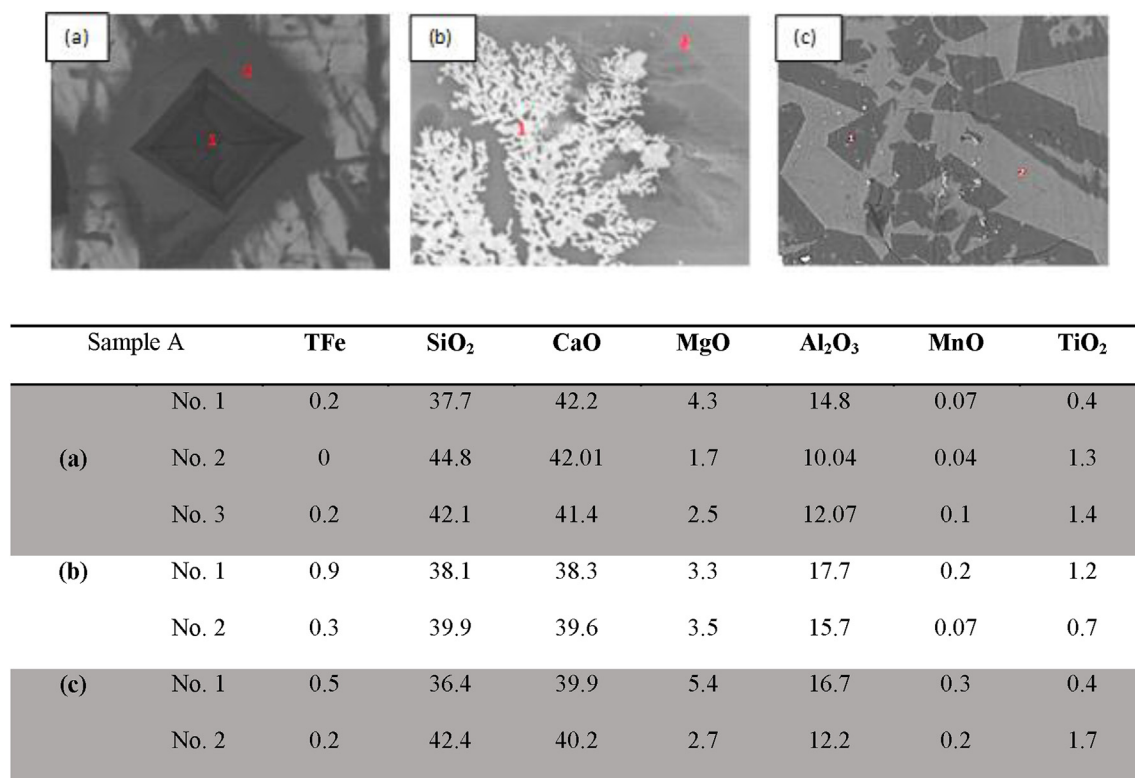 (a) (b) (c)
1
1 2
1 2
Sample A TFe SiO₂ CaO MgO Al₂O₃ MnO TiO₂
No. 1 0.2 37.7 42.2 4.3 14.8 0.07 0.4
(a) No. 2 0 44.8 42.01 1.7 10.04 0.04 1.3
No. 3 0.2 42.1 41.4 2.5 12.07 0.1 1.4
(b) No. 1 0.9 38.1 38.3 3.3 17.7 0.2 1.2
No. 2 0.3 39.9 39.6 3.5 15.7 0.07 0.7
(c) No. 1 0.5 36.4 39.9 5.4 16.7 0.3 0.4
No. 2 0.2 42.4 40.2 2.7 12.2 0.2 1.7